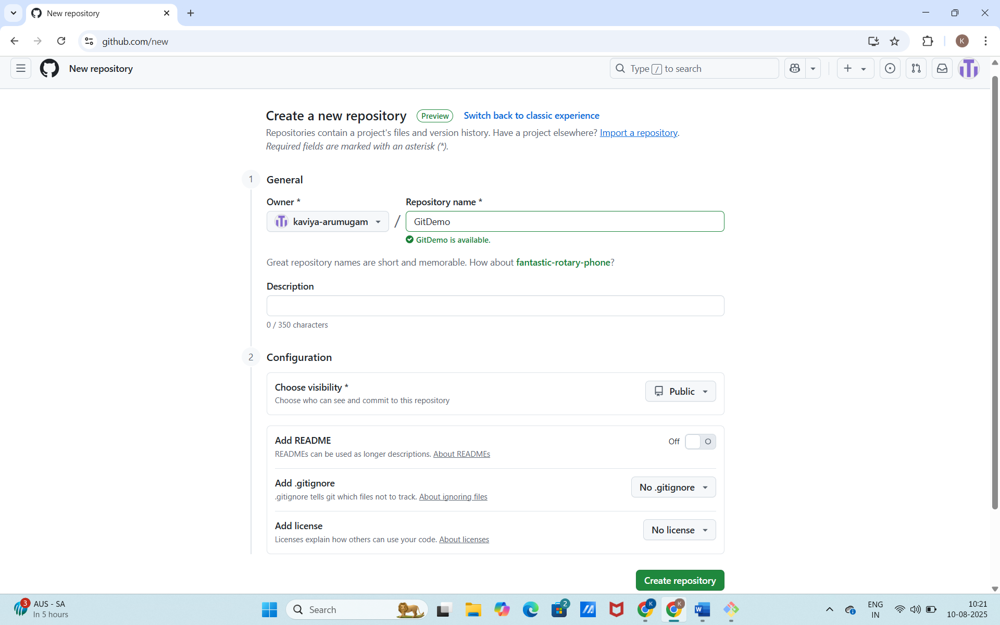 New repository
github.com/new
K
New repository
Type / to search
Create a new repository Preview Switch back to classic experience
Repositories contain a project's files and version history. Have a project elsewhere? Import a repository.
Required fields are marked with an asterisk (*).
1 General
Owner * Repository name *
kaviya-arumugam / GitDemo
GitDemo is available.
Great repository names are short and memorable. How about fantastic-rotary-phone?
Description
0 / 350 characters
2 Configuration
Choose visibility *
Choose who can see and commit to this repository
Public
Add README
READMEs can be used as longer descriptions. About READMEs
Off
Add .gitignore
.gitignore tells git which files not to track. About ignoring files
No .gitignore
Add license
Licenses explain how others can use your code. About licenses
No license
Create repository
3
AUS - SA
In 5 hours
Search
2
K
K
W
ENG
IN
10:21
10-08-2025